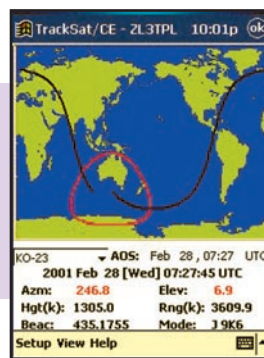 TrackSat/CE - ZL3TPL 10:01p ok
KO-23 AOS: Feb 28 , 07:27 UTC
2001 Feb 28 [Wed] 07:27:45 UTC
Azm: 246.8 Elev: 6.9
Hgt(k): 1305.0 Rng(k): 3609.9
Beac: 435.1755 Mode: J 9K6
Setup View Help